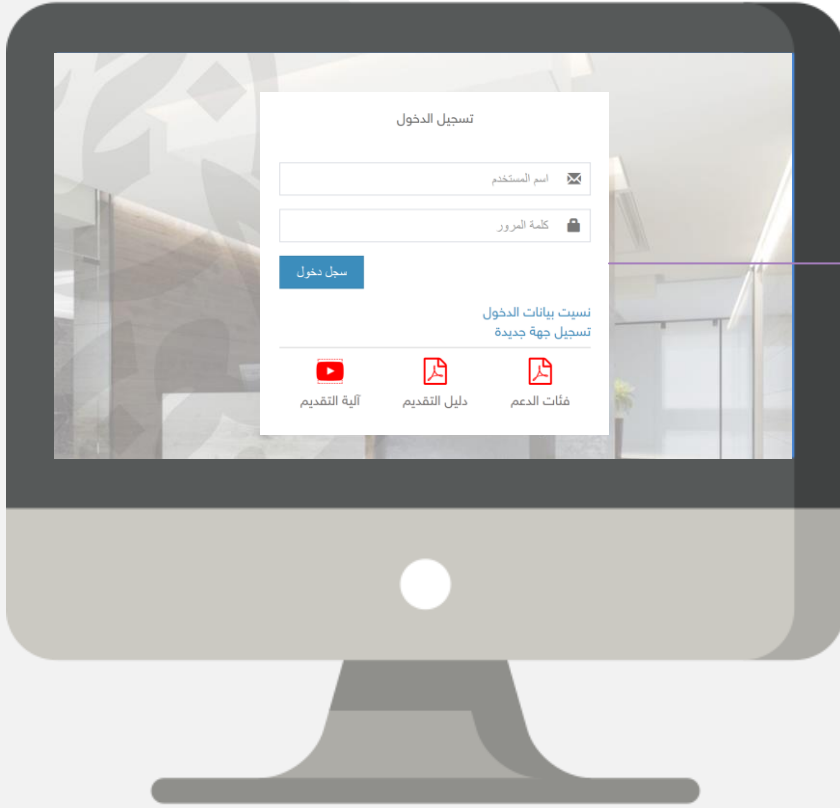 تسجيل الدخول
اسم المستخدم
كلمة المرور
سجل دخول
نسيت بيانات الدخول
تسجيل جهة جديدة
فئات الدعم
دليل التقديم
آلية التقديم